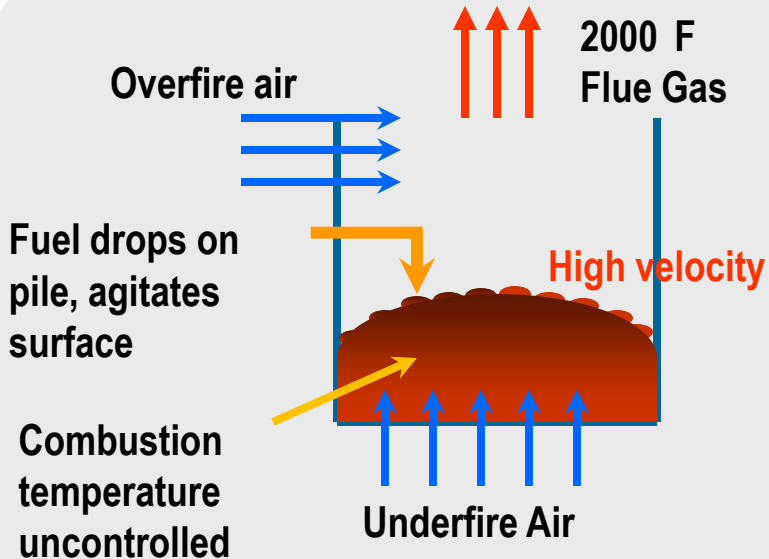 2000 F
Flue Gas
Overfire air
Fuel drops on
pile, agitates
surface
High velocity
Combustion
temperature
uncontrolled
Underfire Air